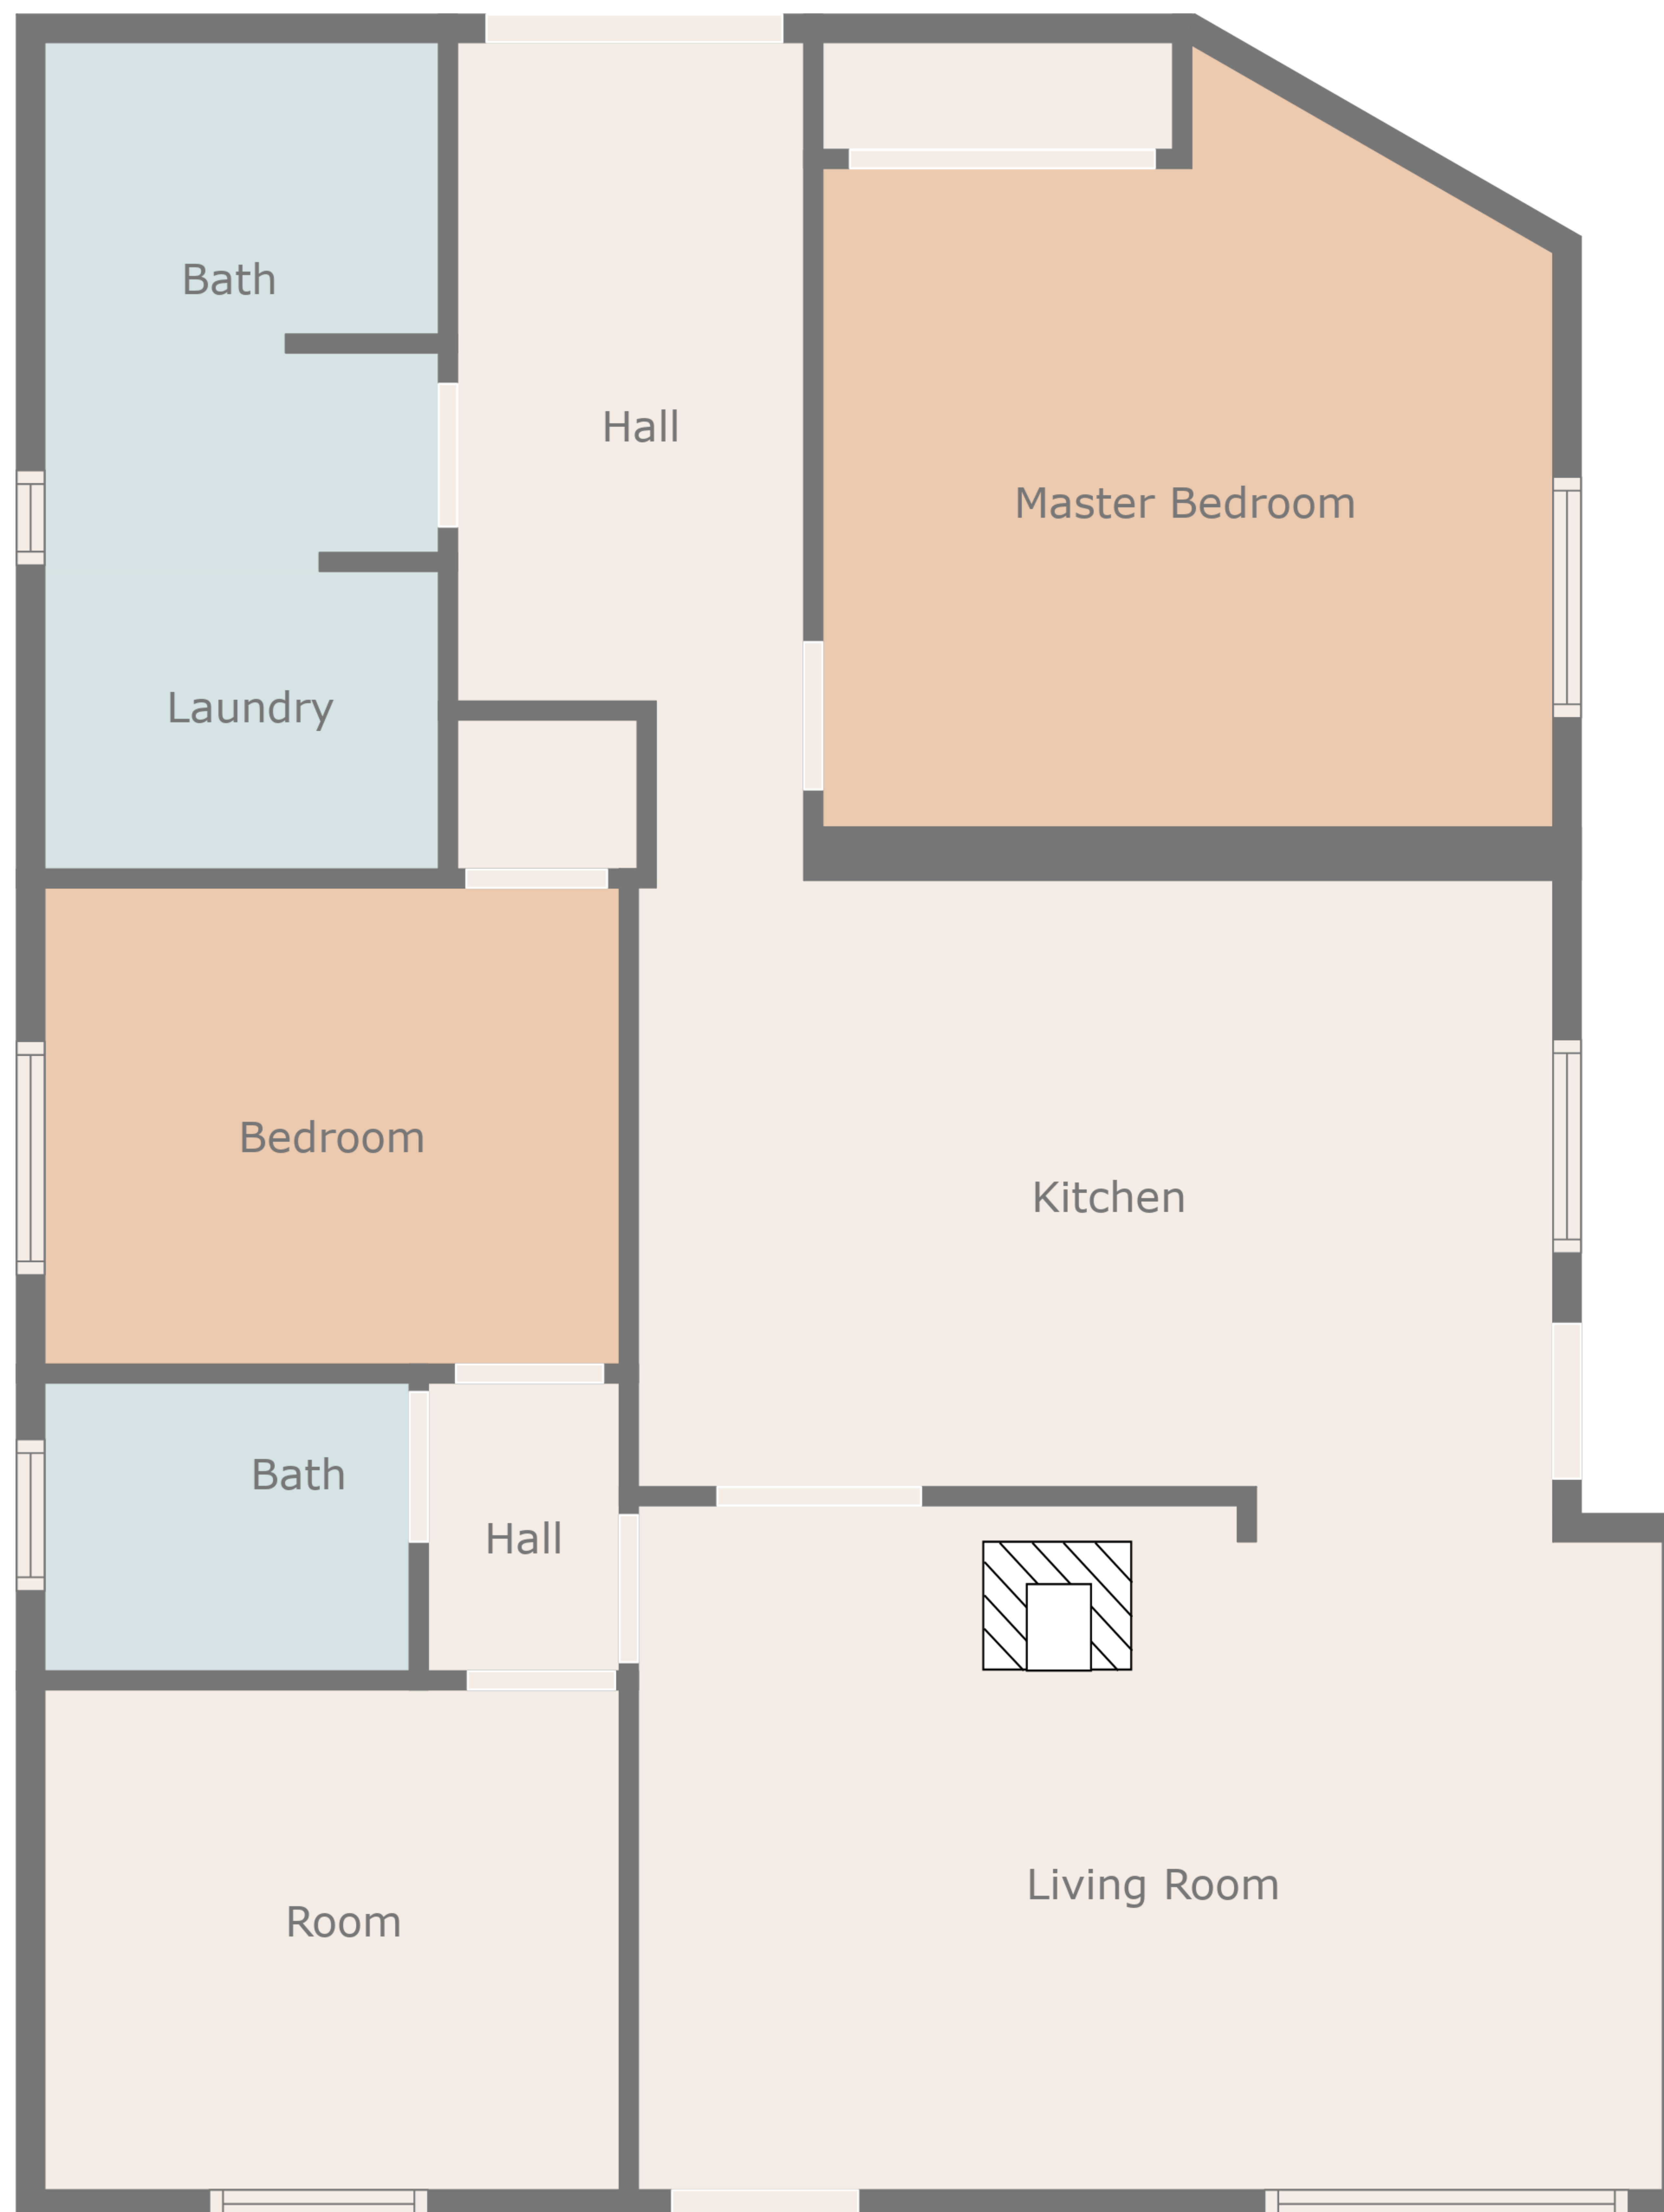 Bath
Hall
Master Bedroom
Laundry
Bedroom
Kitchen
Bath
Hall
Living Room
Room